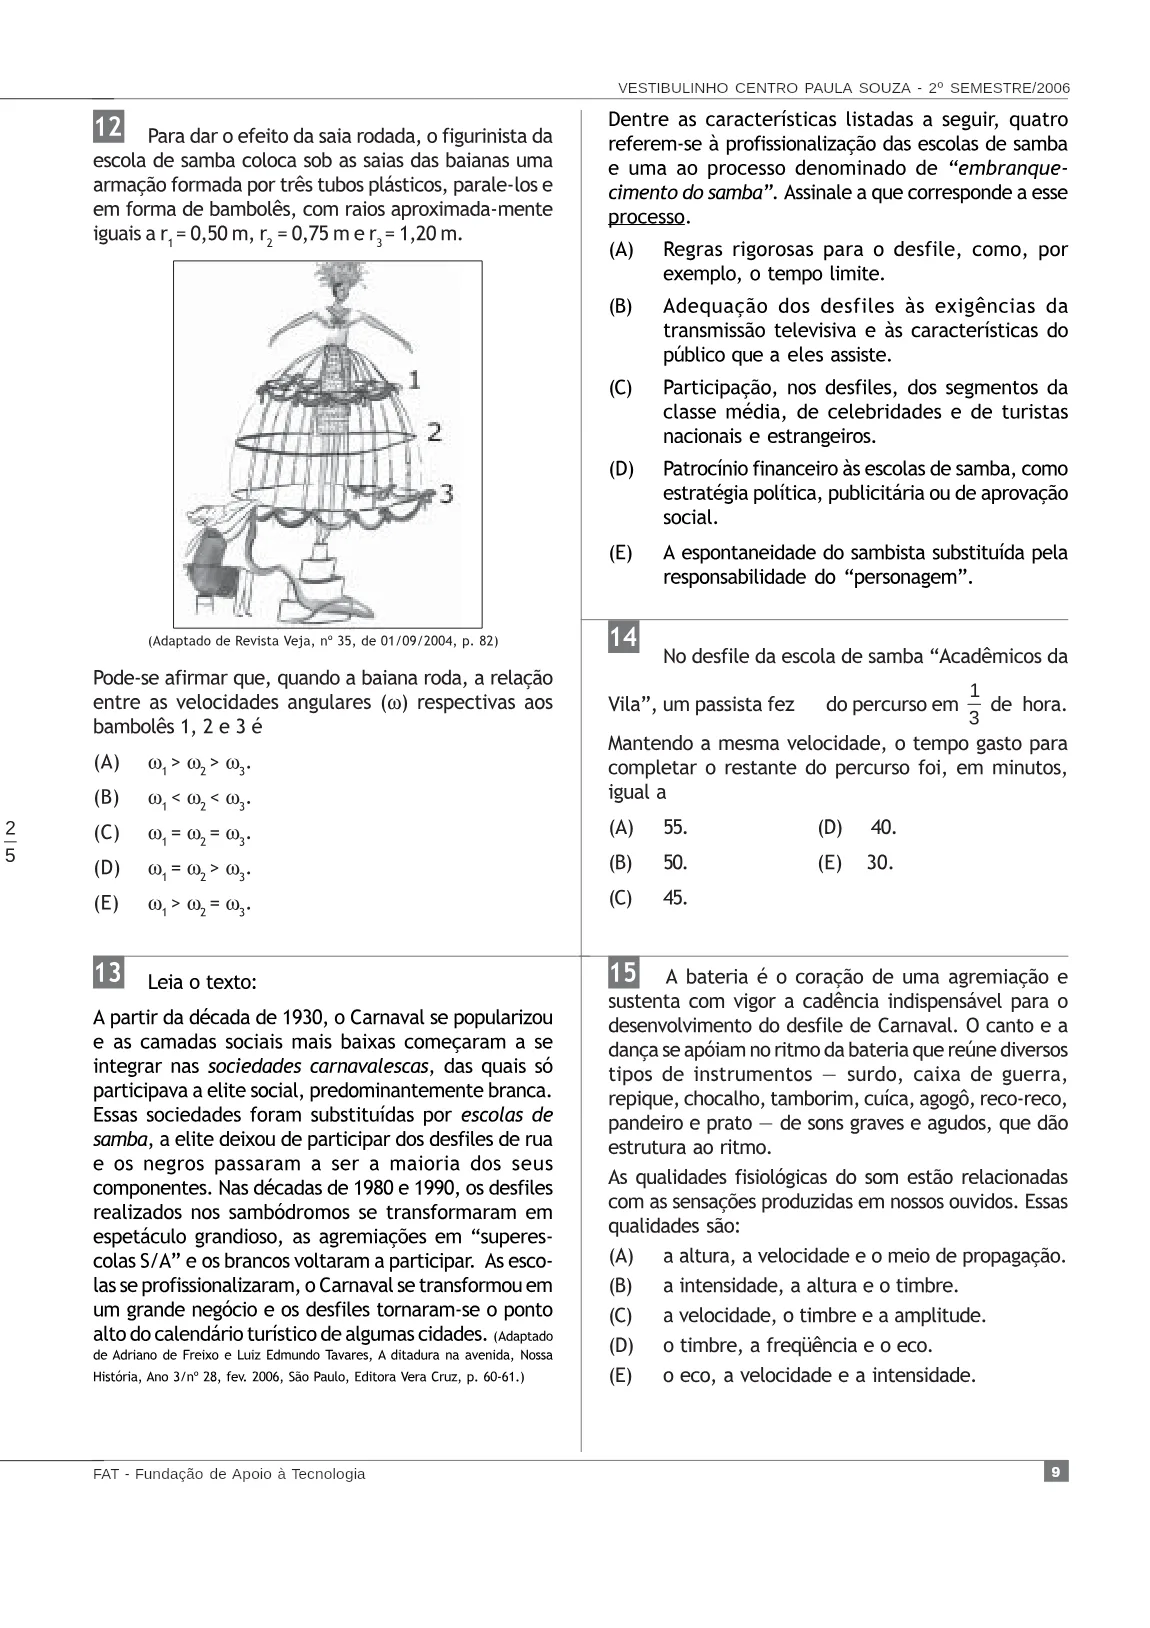 VESTIBULINHO CENTRO PAULA SOUZA - 2º SEMESTRE/2006
12 Para dar o efeito da saia rodada, o figurinista da
escola de samba coloca sob as saias das baianas uma
armação formada por três tubos plásticos, parale-los e
em forma de bambolês, com raios aproximada-mente
iguais a r1 = 0,50 m, r2 = 0,75 m e r3 = 1,20 m.
1
2
3
(Adaptado de Revista Veja, nº 35, de 01/09/2004, p. 82)
Pode-se afirmar que, quando a baiana roda, a relação
entre as velocidades angulares (ω) respectivas aos
bambolês 1, 2 e 3 é
(A) ω1 > ω2 > ω3.
(B) ω1 < ω2 < ω3.
(C) ω1 = ω2 = ω3.
(D) ω1 = ω2 > ω3.
(E) ω1 > ω2 = ω3.
2
5
13 Leia o texto:
A partir da década de 1930, o Carnaval se popularizou
e as camadas sociais mais baixas começaram a se
integrar nas sociedades carnavalescas, das quais só
participava a elite social, predominantemente branca.
Essas sociedades foram substituídas por escolas de
samba, a elite deixou de participar dos desfiles de rua
e os negros passaram a ser a maioria dos seus
componentes. Nas décadas de 1980 e 1990, os desfiles
realizados nos sambódromos se transformaram em
espetáculo grandioso, as agremiações em “superes-
colas S/A” e os brancos voltaram a participar. As esco-
las se profissionalizaram, o Carnaval se transformou em
um grande negócio e os desfiles tornaram-se o ponto
alto do calendário turístico de algumas cidades. (Adaptado
de Adriano de Freixo e Luiz Edmundo Tavares, A ditadura na avenida, Nossa
História, Ano 3/nº 28, fev. 2006, São Paulo, Editora Vera Cruz, p. 60-61.)
Dentre as características listadas a seguir, quatro
referem-se à profissionalização das escolas de samba
e uma ao processo denominado de “embranque-
cimento do samba”. Assinale a que corresponde a esse
processo.
(A) Regras rigorosas para o desfile, como, por
exemplo, o tempo limite.
(B) Adequação dos desfiles às exigências da
transmissão televisiva e às características do
público que a eles assiste.
(C) Participação, nos desfiles, dos segmentos da
classe média, de celebridades e de turistas
nacionais e estrangeiros.
(D) Patrocínio financeiro às escolas de samba, como
estratégia política, publicitária ou de aprovação
social.
(E) A espontaneidade do sambista substituída pela
responsabilidade do “personagem”.
14 No desfile da escola de samba “Acadêmicos da
Vila”, um passista fez do percurso em 1/3 de hora.
Mantendo a mesma velocidade, o tempo gasto para
completar o restante do percurso foi, em minutos,
igual a
(A) 55. (D) 40.
(B) 50. (E) 30.
(C) 45.
15 A bateria é o coração de uma agremiação e
sustenta com vigor a cadência indispensável para o
desenvolvimento do desfile de Carnaval. O canto e a
dança se apóiam no ritmo da bateria que reúne diversos
tipos de instrumentos — surdo, caixa de guerra,
repique, chocalho, tamborim, cuíca, agogô, reco-reco,
pandeiro e prato — de sons graves e agudos, que dão
estrutura ao ritmo.
As qualidades fisiológicas do som estão relacionadas
com as sensações produzidas em nossos ouvidos. Essas
qualidades são:
(A) a altura, a velocidade e o meio de propagação.
(B) a intensidade, a altura e o timbre.
(C) a velocidade, o timbre e a amplitude.
(D) o timbre, a freqüência e o eco.
(E) o eco, a velocidade e a intensidade.
FAT - Fundação de Apoio à Tecnologia
9